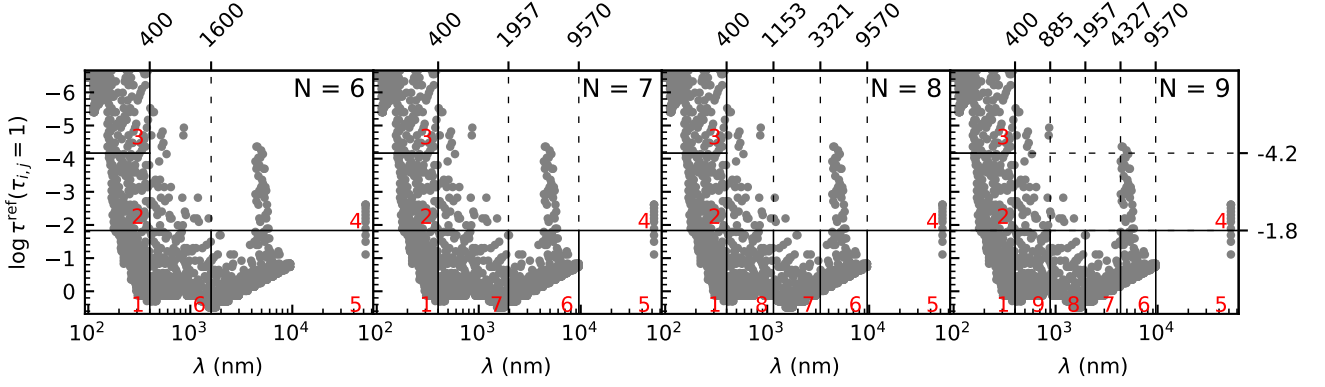 400 1600 400 1957 9570 400 1153 3321 9570 400 885 1957 4327 9570
N = 6 N = 7 N = 8 N = 9
−6
−5
3 3 3 3
−4 -4.2
−3
2 4 2 4 2 4 2 4
−2 -1.8
−1
0
1 6 5 1 7 6 5 1 8 7 6 5 1 9 8 7 6 5
log τ^ref(τ_{i,j} = 1)
10² 10³ 10⁴ 10² 10³ 10⁴ 10² 10³ 10⁴ 10² 10³ 10⁴
λ (nm) λ (nm) λ (nm) λ (nm)